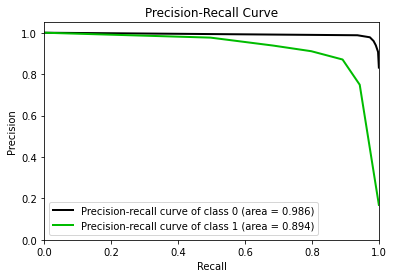 Precision-Recall Curve
1.0
0.8
0.6
0.4
0.2
0.0
Precision
Precision-recall curve of class 0 (area = 0.986)
Precision-recall curve of class 1 (area = 0.894)
0.0 0.2 0.4 0.6 0.8 1.0
Recall